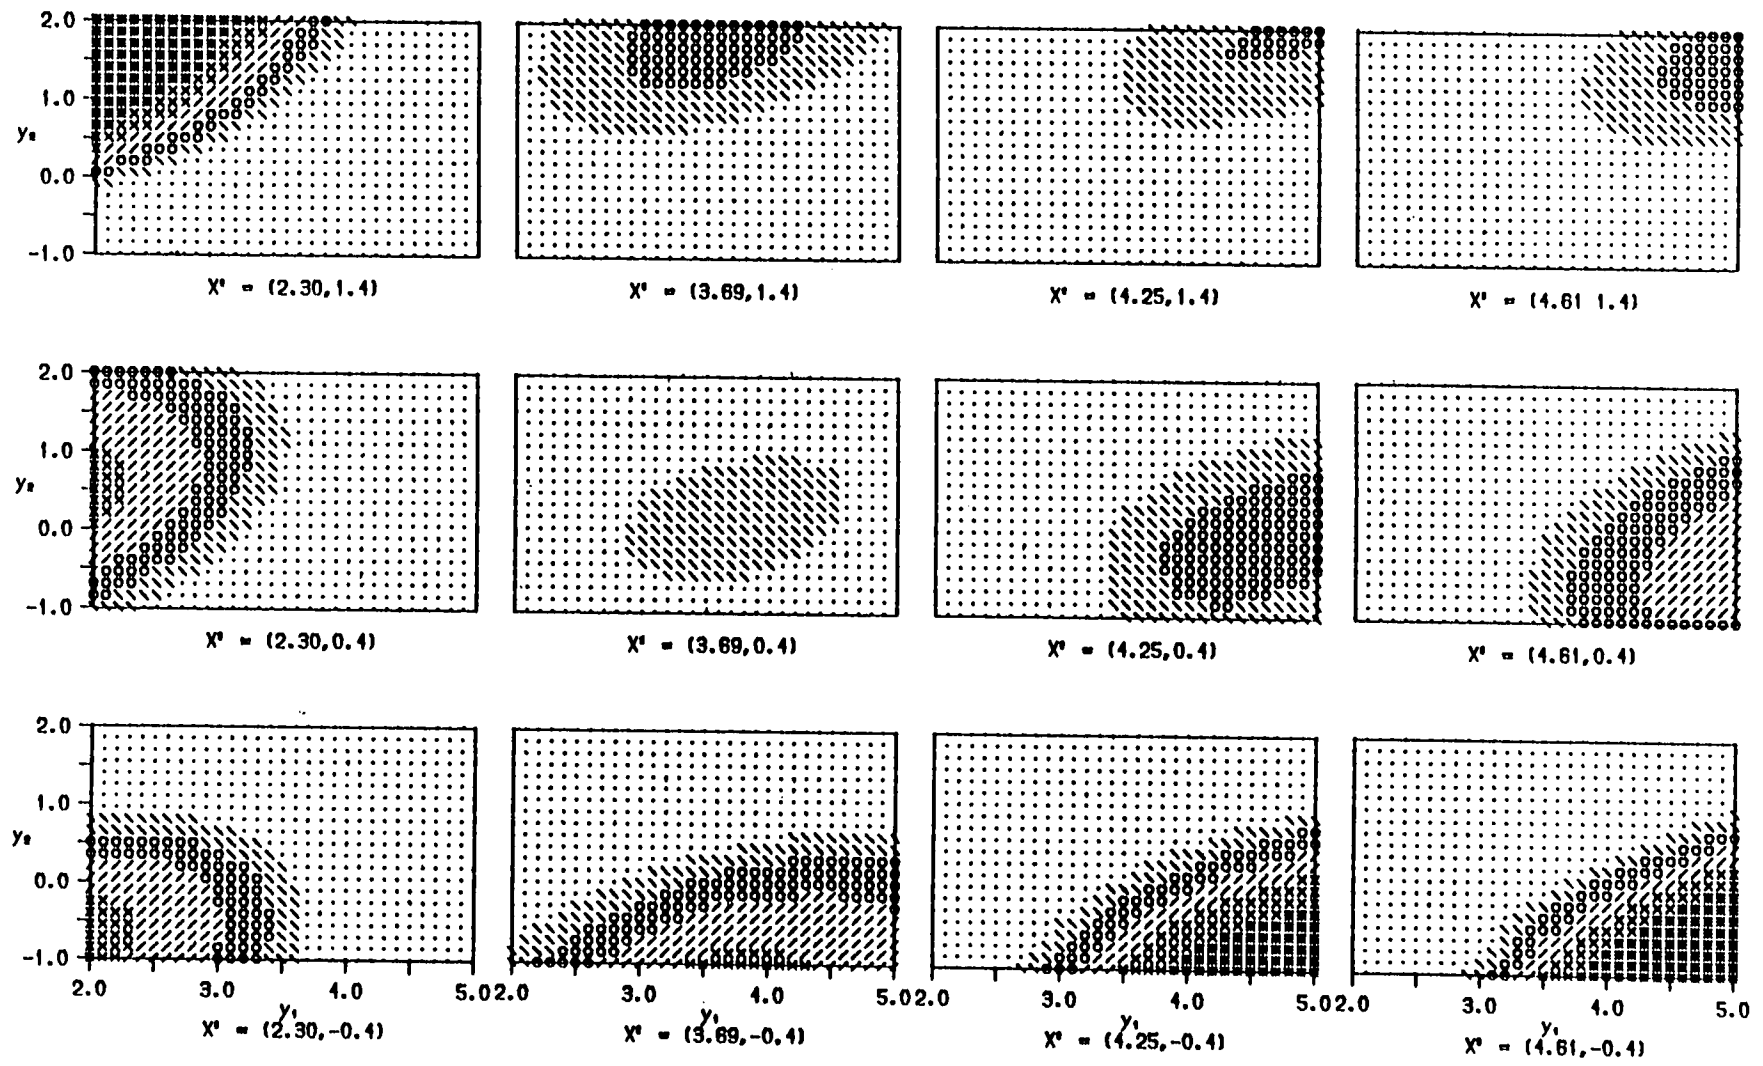 2.0
1.0
y₂
0.0
-1.0
X' = (2.30,1.4)
X' = (3.69,1.4)
X' = (4.25,1.4)
X' = (4.61 1.4)
2.0
1.0
y₂
0.0
-1.0
X' = (2.30,0.4)
X' = (3.69,0.4)
X' = (4.25,0.4)
X' = (4.61,0.4)
2.0
1.0
y₂
0.0
-1.0
2.0 3.0 4.0 5.0 2.0 3.0 4.0 5.0 2.0 3.0 4.0 5.0 2.0 3.0 4.0 5.0
y₁ y₁ y₁ y₁
X' = (2.30,-0.4)
X' = (3.69,-0.4)
X' = (4.25,-0.4)
X' = (4.61,-0.4)